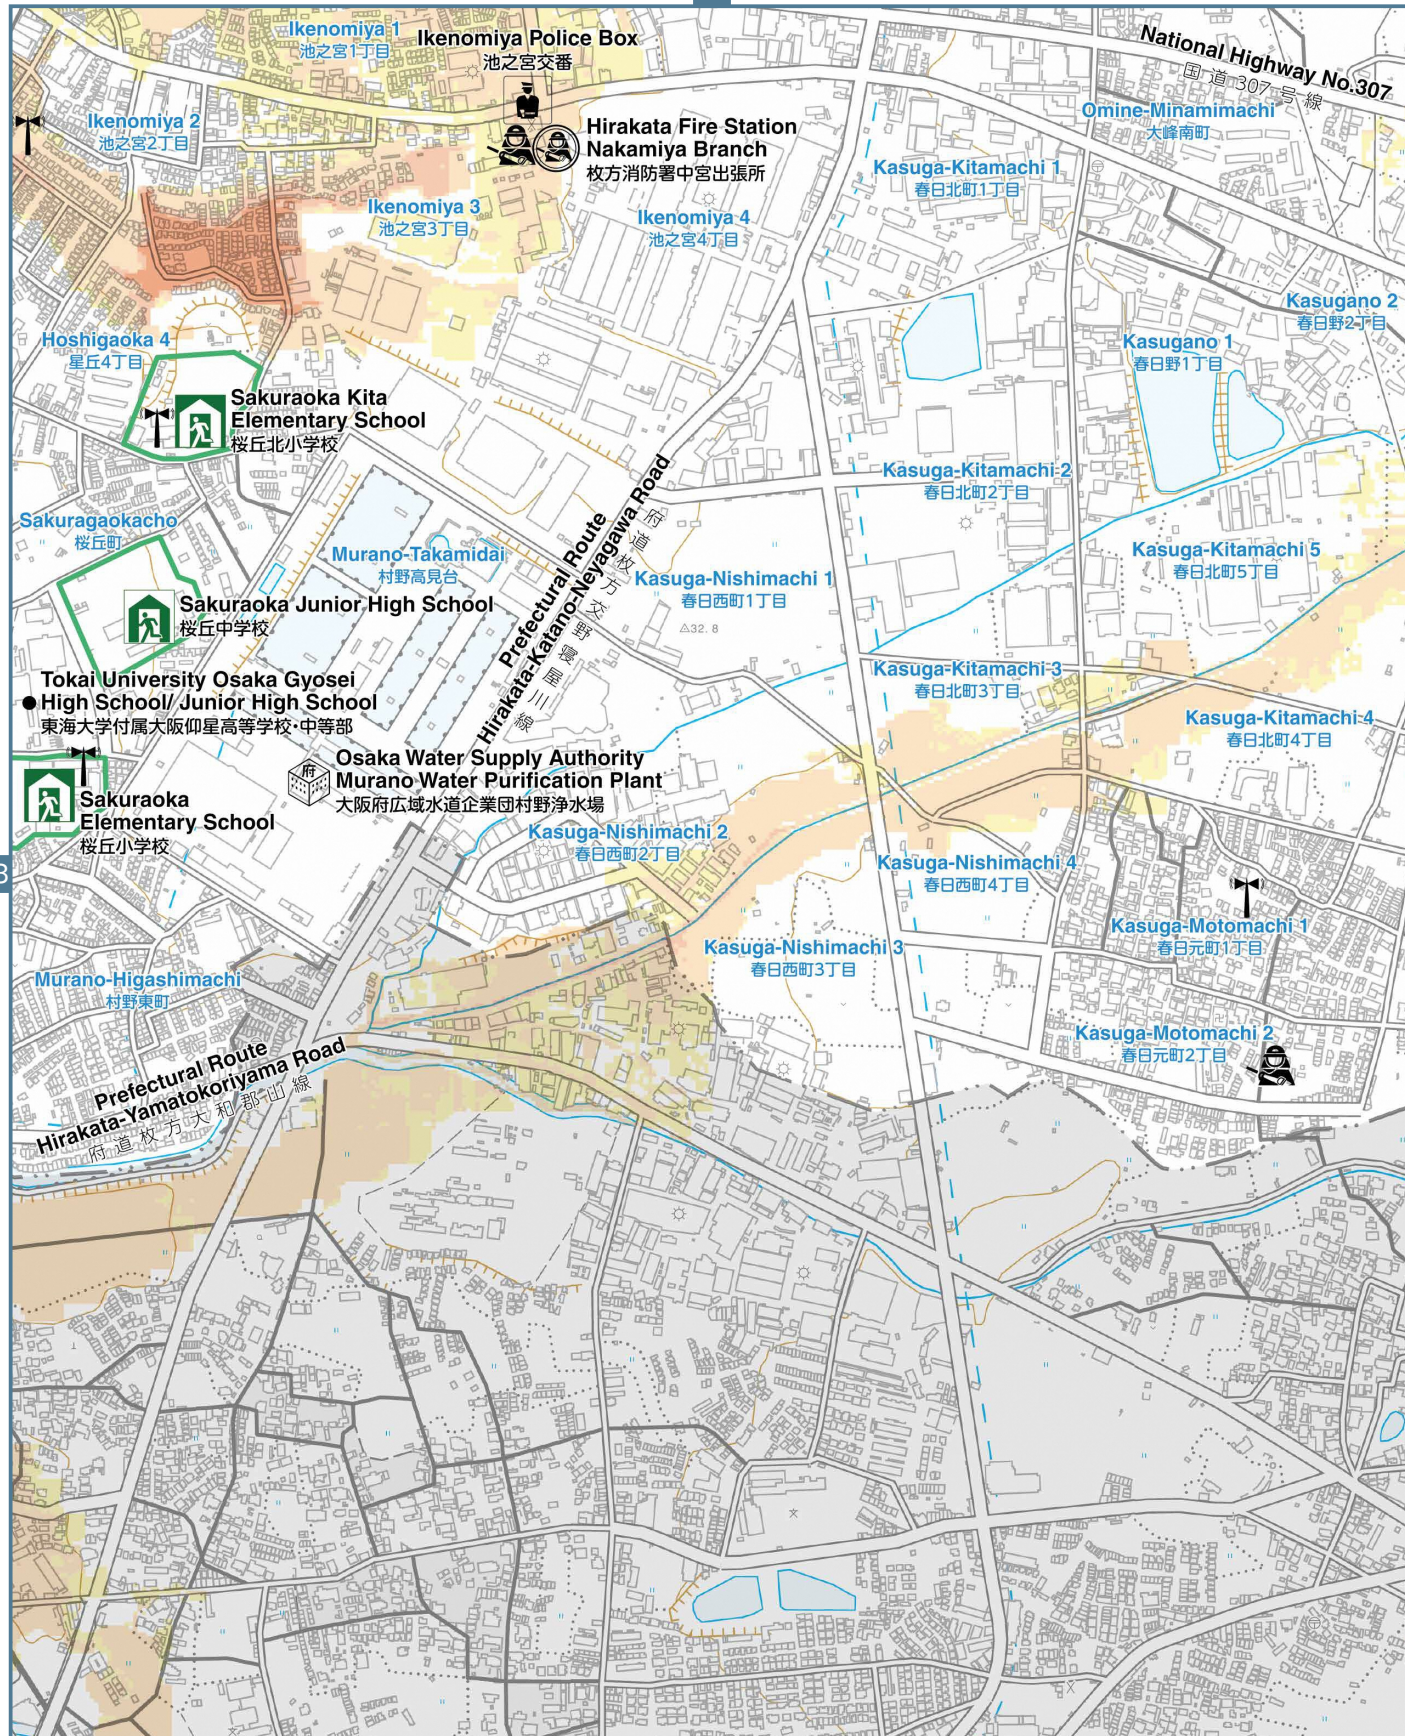 Ikenomiya 1
池之宮1丁目
Ikenomiya Police Box
池之宮交番
National Highway No.307
国道307号線
Ikenomiya 2
池之宮2丁目
Hirakata Fire Station
Nakamiya Branch
枚方消防署中宮出張所
Omine-Minamimachi
大峰南町
Kasuga-Kitamachi 1
春日北町1丁目
Ikenomiya 3
池之宮3丁目
Ikenomiya 4
池之宮4丁目
Kasugano 2
春日野2丁目
Hoshigaoka 4
星丘4丁目
Kasugano 1
春日野1丁目
Sakuraoka Kita
Elementary School
桜丘北小学校
Kasuga-Kitamachi 2
春日北町2丁目
Sakuragaokacho
桜丘町
Murano-Takamidai
村野高見台
Prefectural Route
Hirakata-Katano-Neyagawa Road
府道枚方交野寝屋川線
Kasuga-Nishimachi 1
春日西町1丁目
△32.8
Kasuga-Kitamachi 5
春日北町5丁目
Sakuraoka Junior High School
桜丘中学校
Tokai University Osaka Gyosei
High School/ Junior High School
東海大学付属大阪仰星高等学校・中等部
Kasuga-Kitamachi 3
春日北町3丁目
Kasuga-Kitamachi 4
春日北町4丁目
府
Osaka Water Supply Authority
Murano Water Purification Plant
大阪府広域水道企業団村野浄水場
Sakuraoka
Elementary School
桜丘小学校
Kasuga-Nishimachi 2
春日西町2丁目
Kasuga-Nishimachi 4
春日西町4丁目
3
Kasuga-Motomachi 1
春日元町1丁目
Kasuga-Nishimachi 3
春日西町3丁目
Murano-Higashimachi
村野東町
Kasuga-Motomachi 2
春日元町2丁目
Prefectural Route
Hirakata-Yamatokoriyama Road
府道枚方大和郡山線